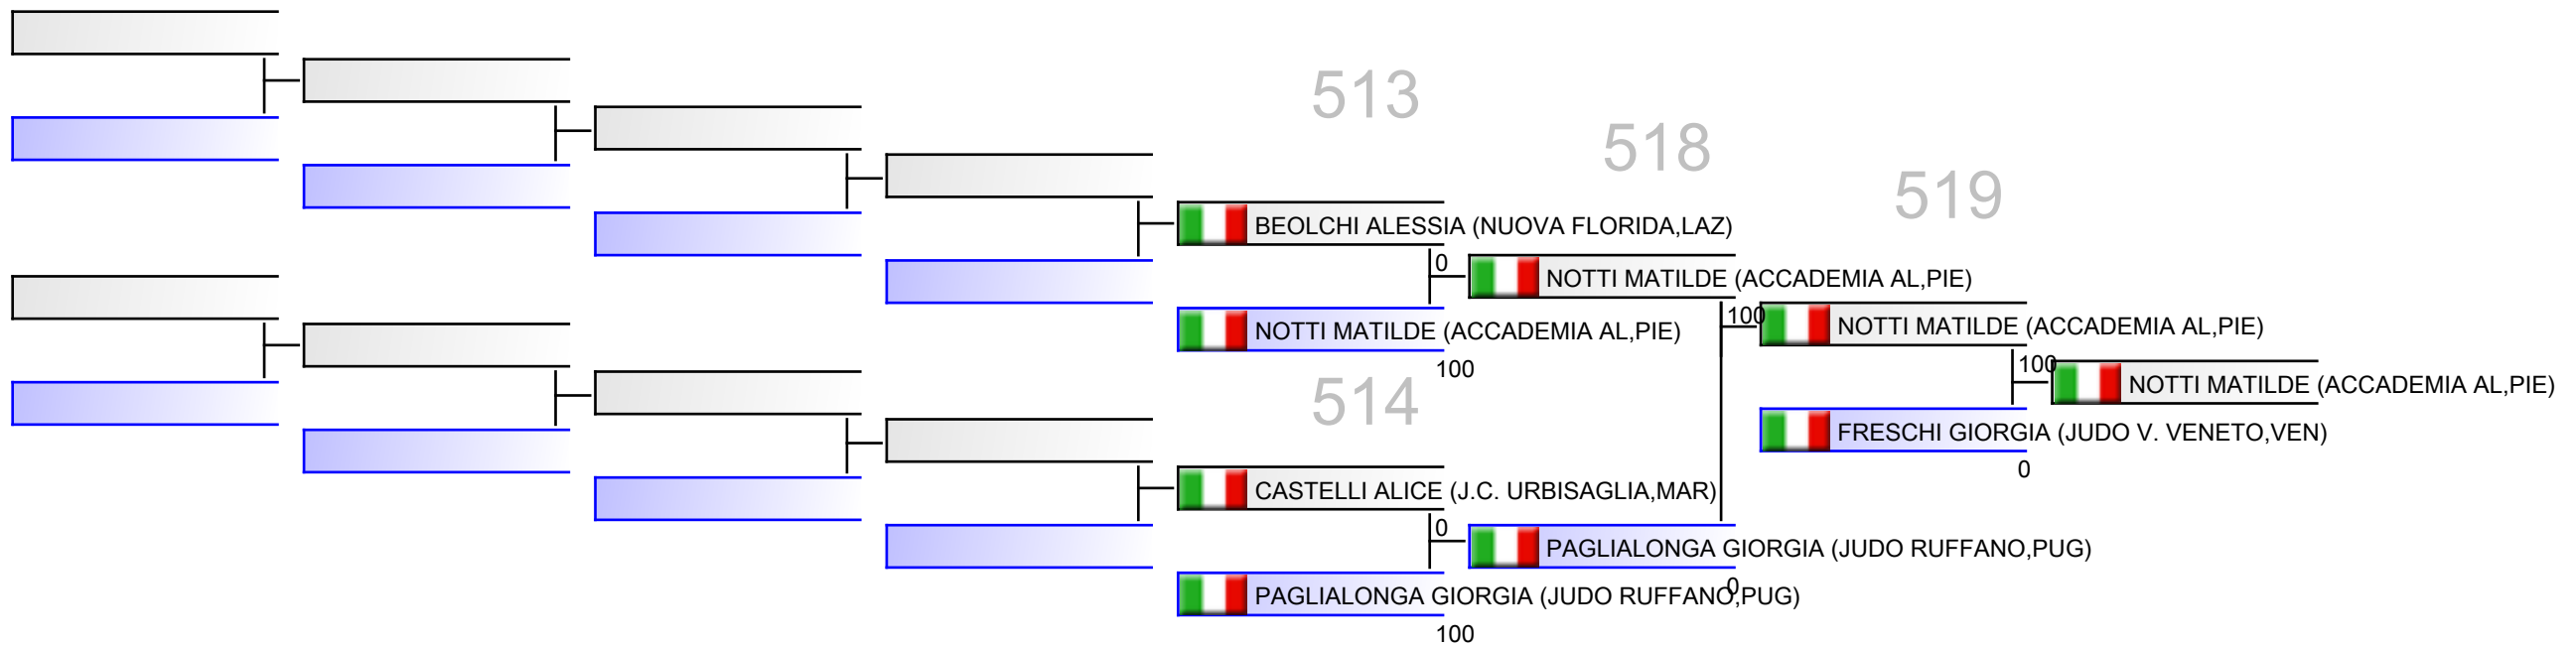 513
518
519
BEOLCHI ALESSIA (NUOVA FLORIDA,LAZ)
0
NOTTI MATILDE (ACCADEMIA AL,PIE)
100
NOTTI MATILDE (ACCADEMIA AL,PIE)
NOTTI MATILDE (ACCADEMIA AL,PIE)
100
100
NOTTI MATILDE (ACCADEMIA AL,PIE)
514
FRESCHI GIORGIA (JUDO V. VENETO,VEN)
0
CASTELLI ALICE (J.C. URBISAGLIA,MAR)
0
PAGLIALONGA GIORGIA (JUDO RUFFANO,PUG)
0
PAGLIALONGA GIORGIA (JUDO RUFFANO,PUG)
100